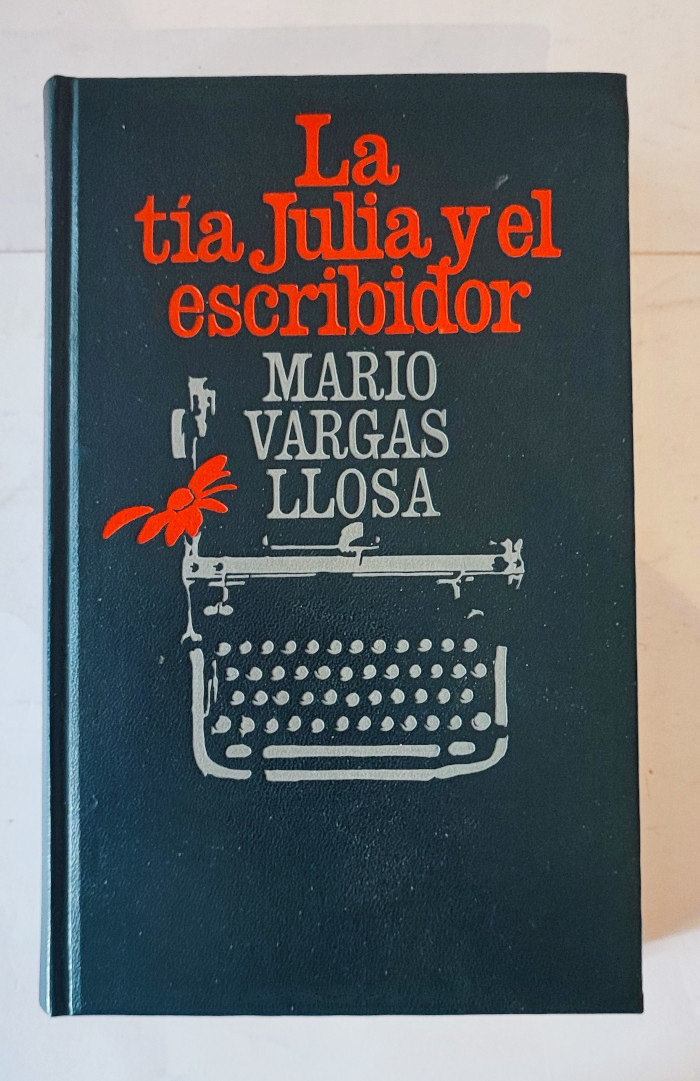 La
tía Julia y el
escribidor
MARIO
VARGAS
LLOSA